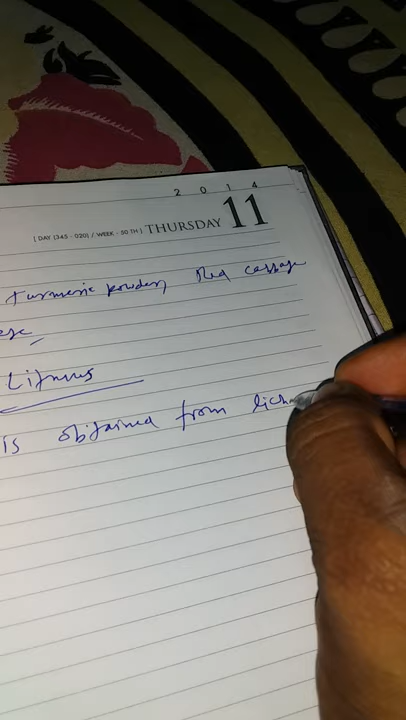 2 0 1 4
[ DAY (345 - 020) / WEEK - 50 TH ] THURSDAY 11
turmeric powder, Red cabbage
Litmus
is obtained from lich